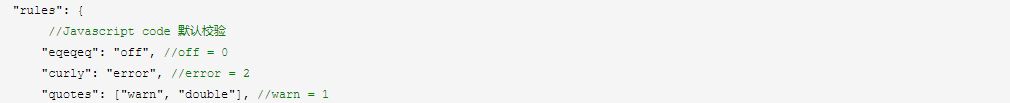 "rules": {
//Javascript code 默认校验
"eqeqeq": "off", //off = 0
"curly": "error", //error = 2
"quotes": ["warn", "double"], //warn = 1